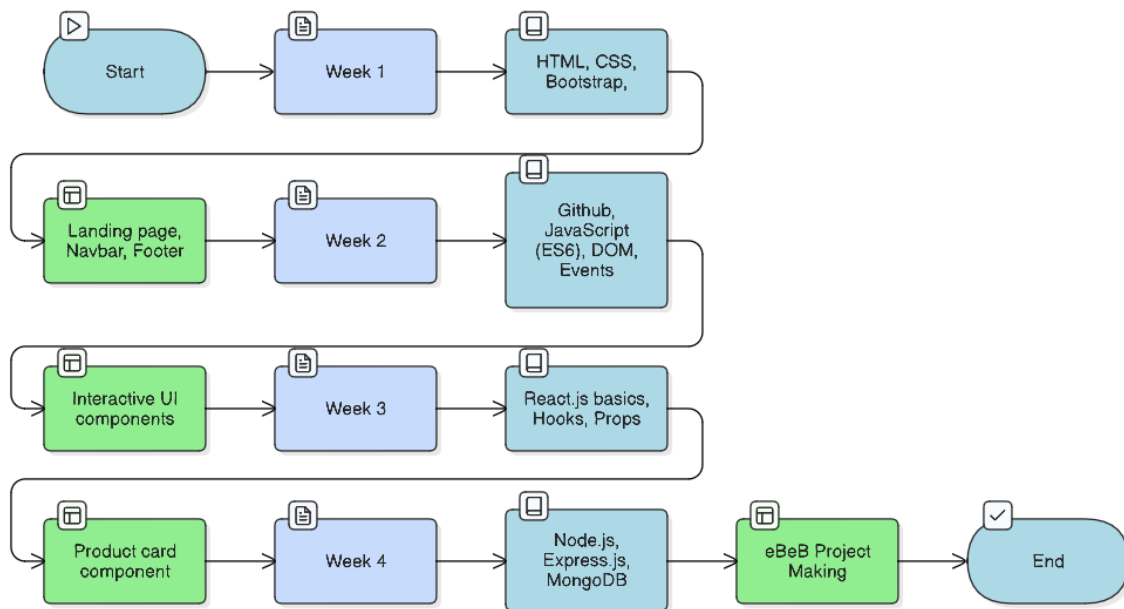 Start
Week 1
HTML, CSS,
Bootstrap,
Landing page,
Navbar, Footer
Week 2
Github,
JavaScript
(ES6), DOM,
Events
Interactive UI
components
Week 3
React.js basics,
Hooks, Props
Product card
component
Week 4
Node.js,
Express.js,
MongoDB
eBeB Project
Making
End